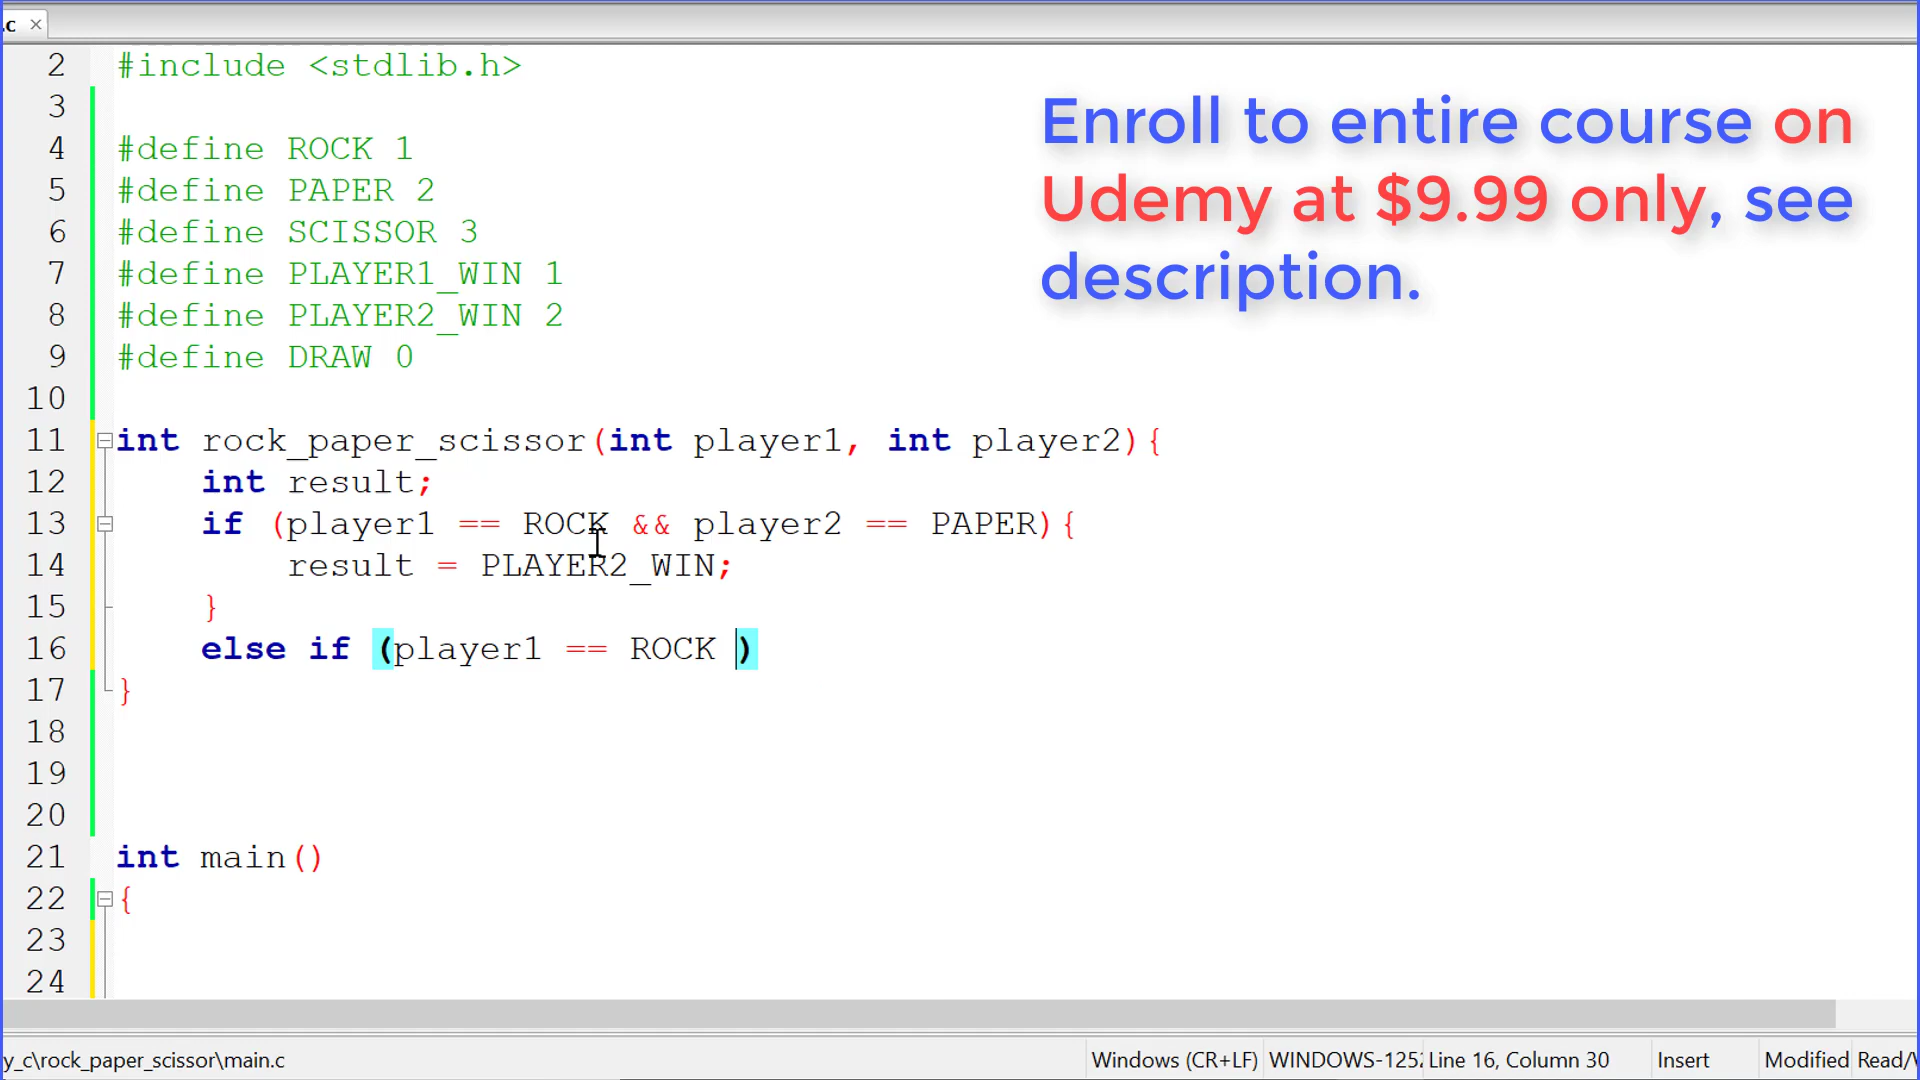 .c ×
2 #include <stdlib.h>
3
4 #define ROCK 1
5 #define PAPER 2
6 #define SCISSOR 3
7 #define PLAYER1_WIN 1
8 #define PLAYER2_WIN 2
9 #define DRAW 0
10
11 int rock_paper_scissor(int player1, int player2){
12     int result;
13     if (player1 == ROCK && player2 == PAPER){
14         result = PLAYER2_WIN;
15     }
16     else if (player1 == ROCK )
17 }
18
19
20
21 int main()
22 {
23
24
Enroll to entire course on
Udemy at $9.99 only, see
description.
y_c\rock_paper_scissor\main.c Windows (CR+LF) WINDOWS-1252 Line 16, Column 30 Insert Modified Read/W